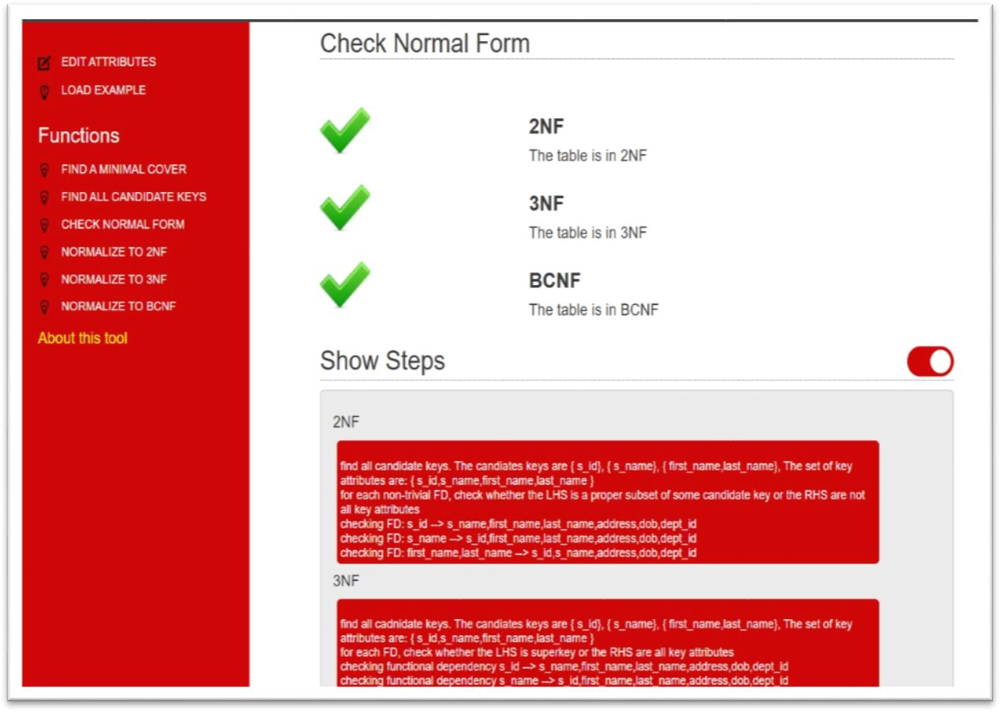 EDIT ATTRIBUTES
LOAD EXAMPLE
Functions
FIND A MINIMAL COVER
FIND ALL CANDIDATE KEYS
CHECK NORMAL FORM
NORMALIZE TO 2NF
NORMALIZE TO 3NF
NORMALIZE TO BCNF
About this tool
Check Normal Form
2NF
The table is in 2NF
3NF
The table is in 3NF
BCNF
The table is in BCNF
Show Steps
2NF
find all candidate keys. The candiates keys are { s_id}, { s_name}, { first_name,last_name}, The set of key
attributes are: { s_id,s_name,first_name,last_name }
for each non-trivial FD, check whether the LHS is a proper subset of some candidate key or the RHS are not
all key attributes
checking FD: s_id --> s_name,first_name,last_name,address,dob,dept_id
checking FD: s_name --> s_id,first_name,last_name,address,dob,dept_id
checking FD: first_name,last_name --> s_id,s_name,address,dob,dept_id
3NF
find all cadnidate keys. The candiates keys are { s_id}, { s_name}, { first_name,last_name}, The set of key
attributes are: { s_id,s_name,first_name,last_name }
for each FD, check whether the LHS is superkey or the RHS are all key attributes
checking functional dependency s_id --> s_name,first_name,last_name,address,dob,dept_id
checking functional dependency s_name --> s_id,first_name,last_name,address,dob,dept_id